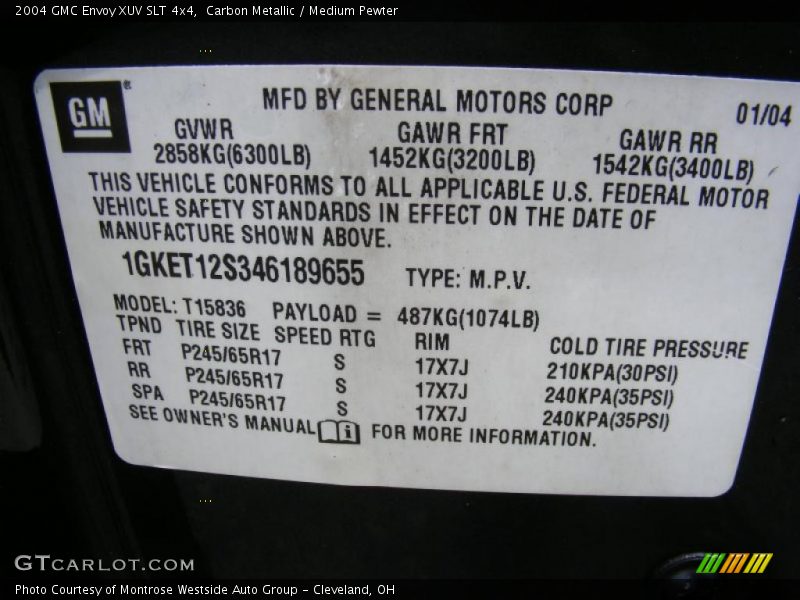 2004 GMC Envoy XUV SLT 4x4,  Carbon Metallic / Medium Pewter
GM®
MFD BY GENERAL MOTORS CORP
01/04
GVWR GAWR FRT GAWR RR
2858KG(6300LB) 1452KG(3200LB) 1542KG(3400LB)
THIS VEHICLE CONFORMS TO ALL APPLICABLE U.S. FEDERAL MOTOR
VEHICLE SAFETY STANDARDS IN EFFECT ON THE DATE OF
MANUFACTURE SHOWN ABOVE.
1GKET12S346189655 TYPE: M.P.V.
MODEL: T15836 PAYLOAD = 487KG(1074LB)
TPND TIRE SIZE SPEED RTG RIM COLD TIRE PRESSURE
FRT P245/65R17 S 17X7J 210KPA(30PSI)
RR P245/65R17 S 17X7J 240KPA(35PSI)
SPA P245/65R17 S 17X7J 240KPA(35PSI)
SEE OWNER'S MANUAL i FOR MORE INFORMATION.
GTCARLOT.COM
Photo Courtesy of Montrose Westside Auto Group - Cleveland, OH